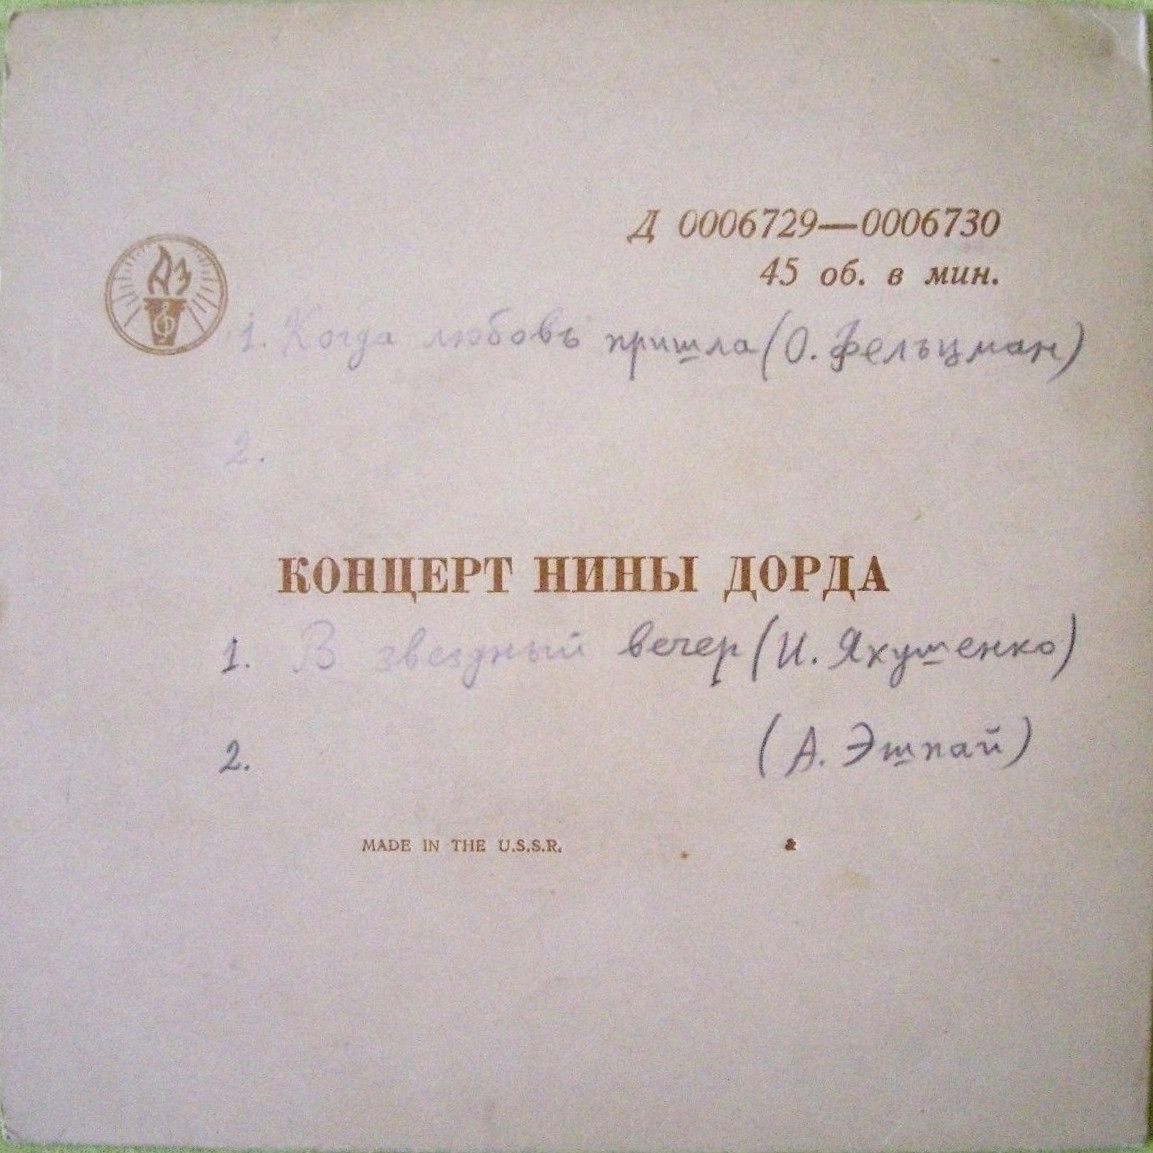 Д 0006729—0006730
45 об. в мин.
ДЗ
1. Когда любовь пришла (О. Фельцман)
2.
КОНЦЕРТ НИНЫ ДОРДА
1. В звездный вечер (И. Якушенко)
2. (А. Эшпай)
MADE IN THE U.S.S.R.